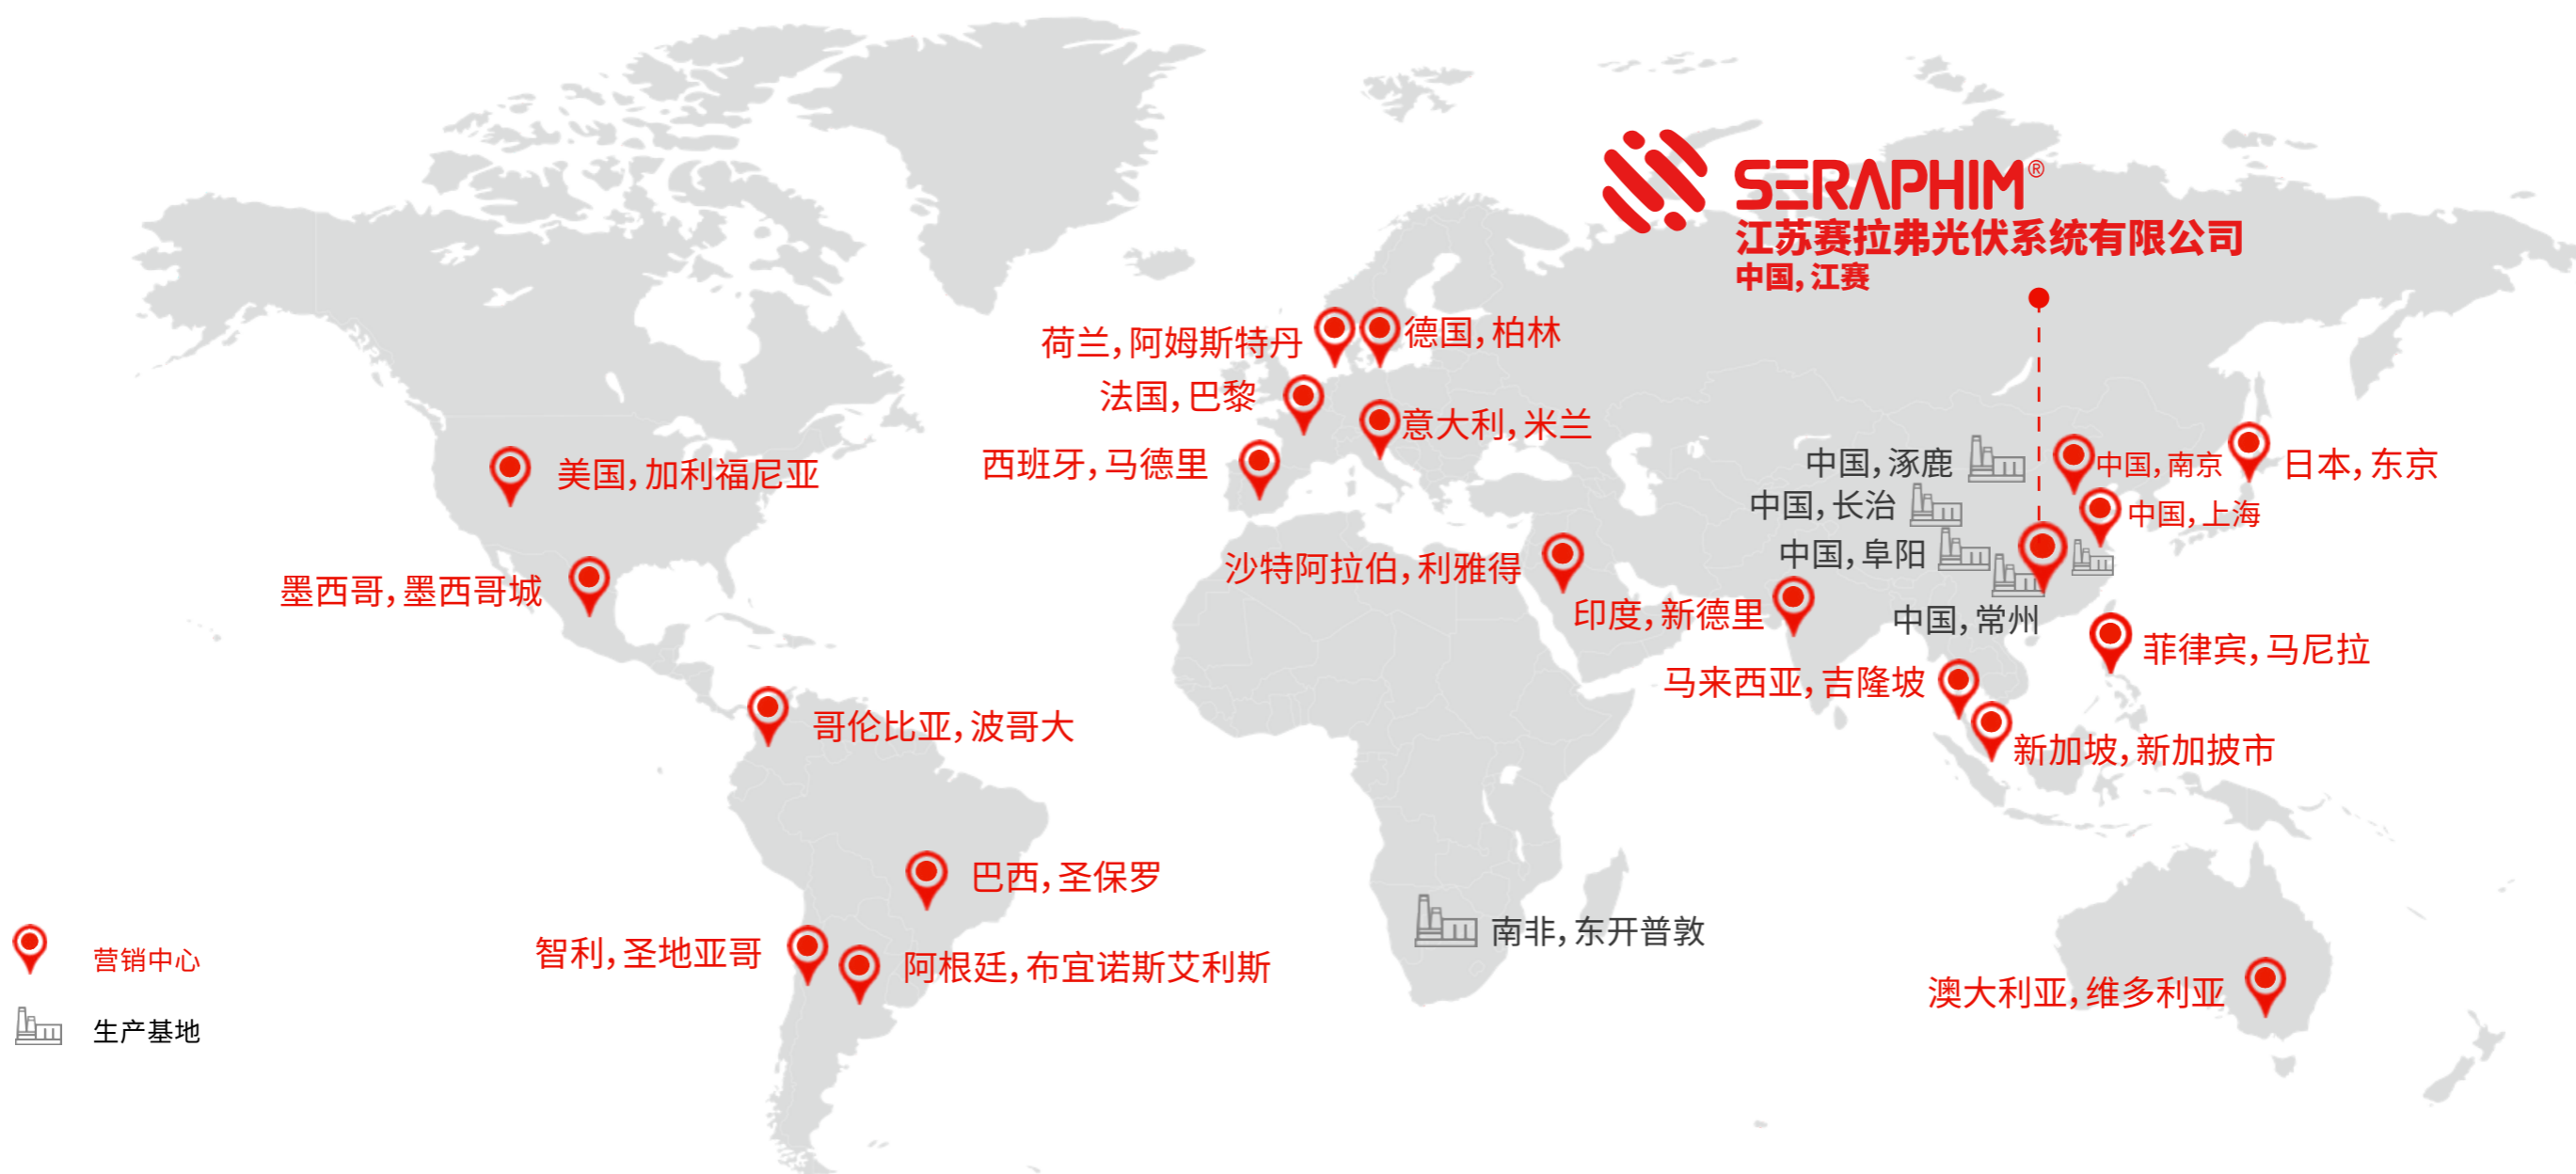 SERAPHIM®
江苏赛拉弗光伏系统有限公司
中国，江赛
荷兰，阿姆斯特丹
德国，柏林
法国，巴黎
意大利，米兰
西班牙，马德里
美国，加利福尼亚
中国，涿鹿
中国，南京
日本，东京
中国，长治
中国，上海
中国，阜阳
沙特阿拉伯，利雅得
墨西哥，墨西哥城
印度，新德里
中国，常州
菲律宾，马尼拉
马来西亚，吉隆坡
哥伦比亚，波哥大
新加坡，新加披市
巴西，圣保罗
南非，东开普敦
智利，圣地亚哥
阿根廷，布宜诺斯艾利斯
澳大利亚，维多利亚
营销中心
生产基地